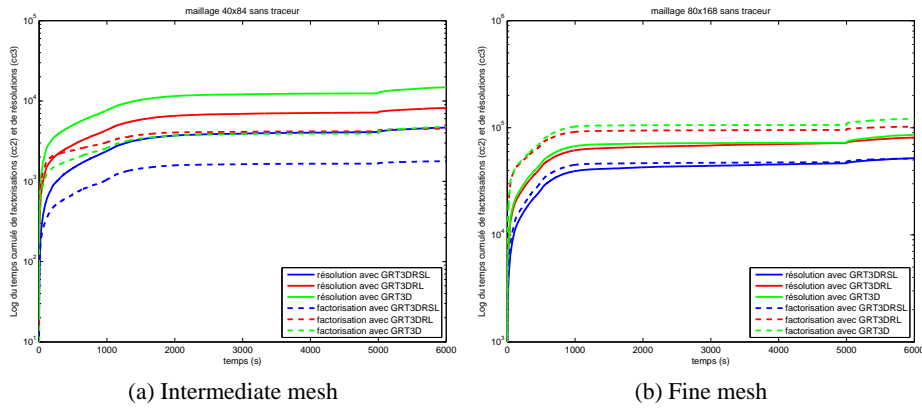 maillage 40x84 sans traceur
Log du temps cumulé de factorisations (cc2) et de résolutions (cc3)
10^5
10^4
10^3
10^2
10^1
résolution avec GRT3DRSL
résolution avec GRT3DRL
résolution avec GRT3D
factorisation avec GRT3DRSL
factorisation avec GRT3DRL
factorisation avec GRT3D
0 1000 2000 3000 4000 5000 6000
temps (s)
(a) Intermediate mesh
maillage 80x168 sans traceur
Log du temps cumulé de factorisations (cc2) et de résolutions (cc3)
10^6
10^5
10^4
10^3
résolution avec GRT3DRSL
résolution avec GRT3DRL
résolution avec GRT3D
factorisation avec GRT3DRSL
factorisation avec GRT3DRL
factorisation avec GRT3D
0 1000 2000 3000 4000 5000 6000
temps (s)
(b) Fine mesh